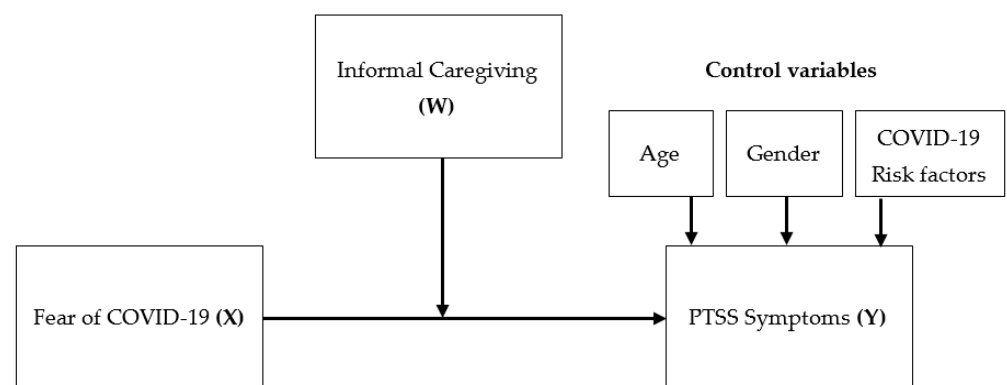 Informal Caregiving
(W)
Control variables
Age
Gender
COVID-19
Risk factors
Fear of COVID-19 (X)
PTSS Symptoms (Y)